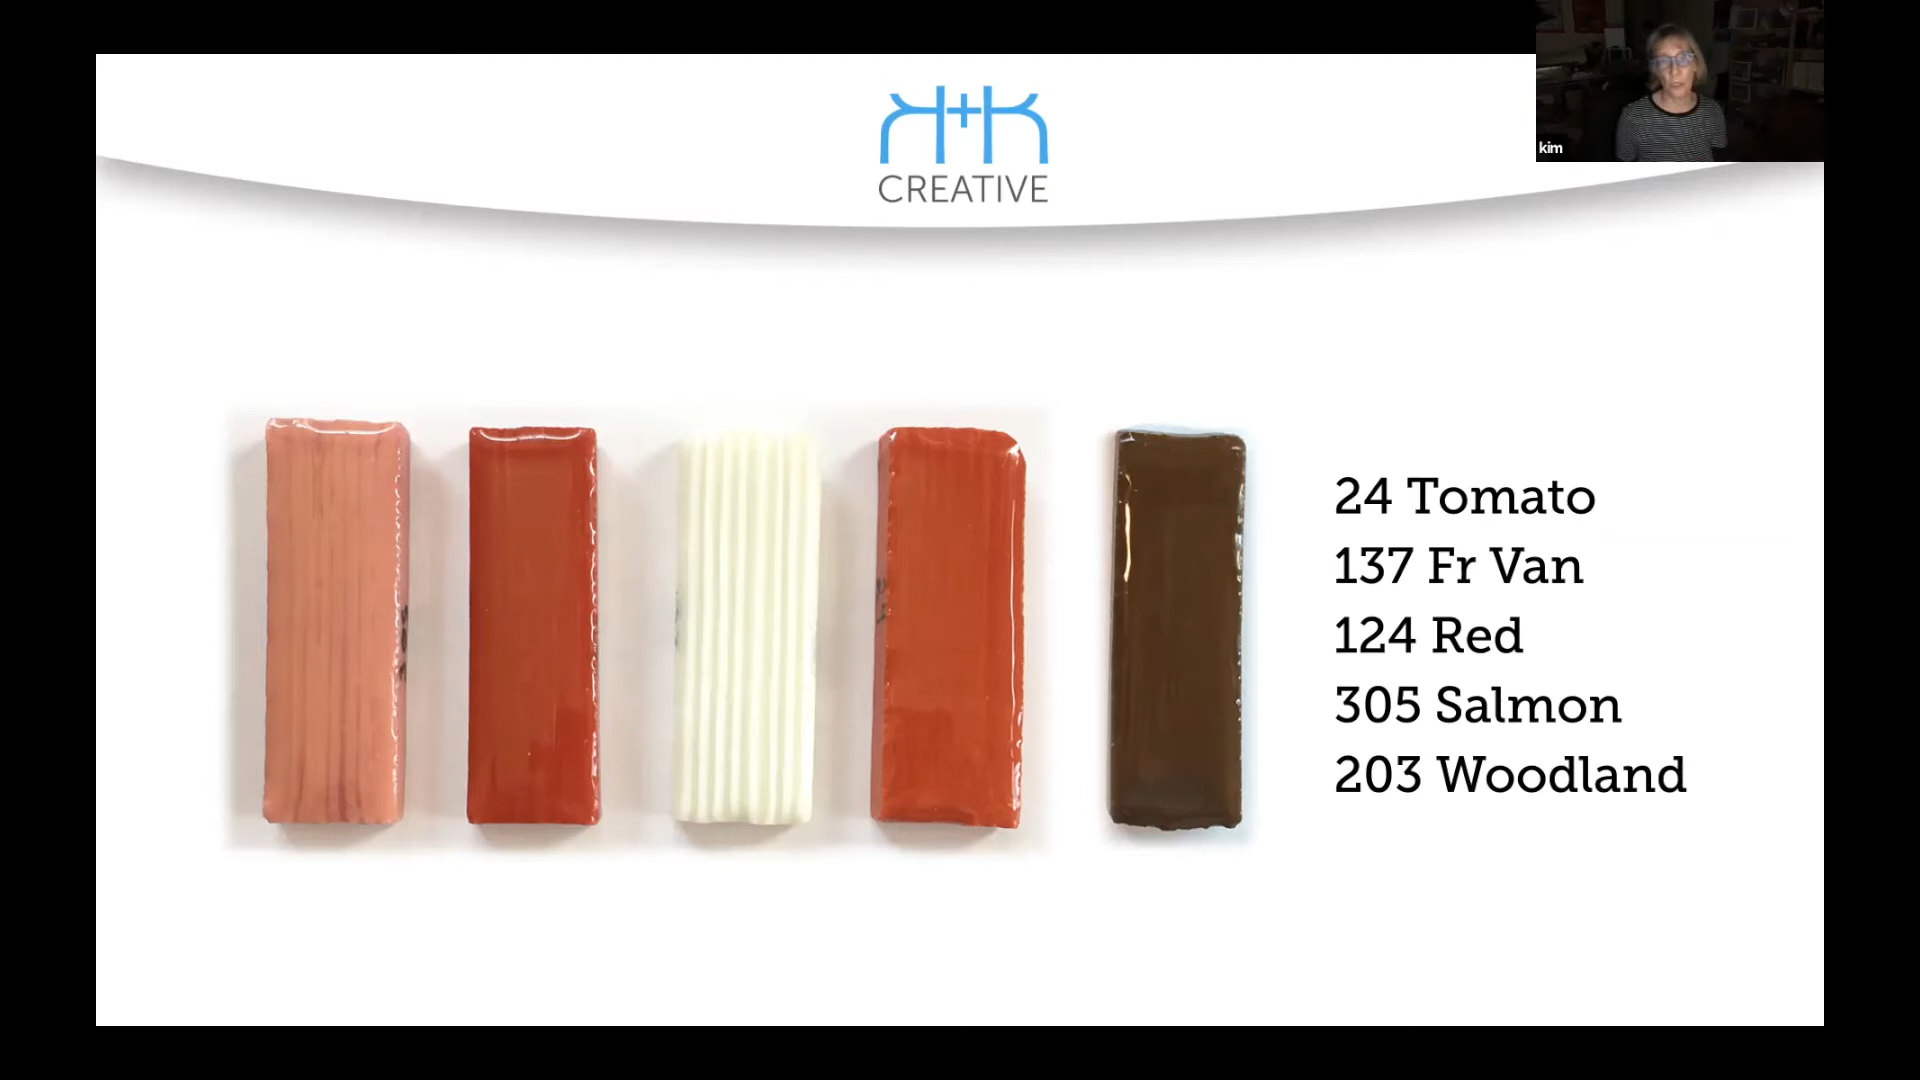 K+K
CREATIVE
kim
24 Tomato
137 Fr Van
124 Red
305 Salmon
203 Woodland